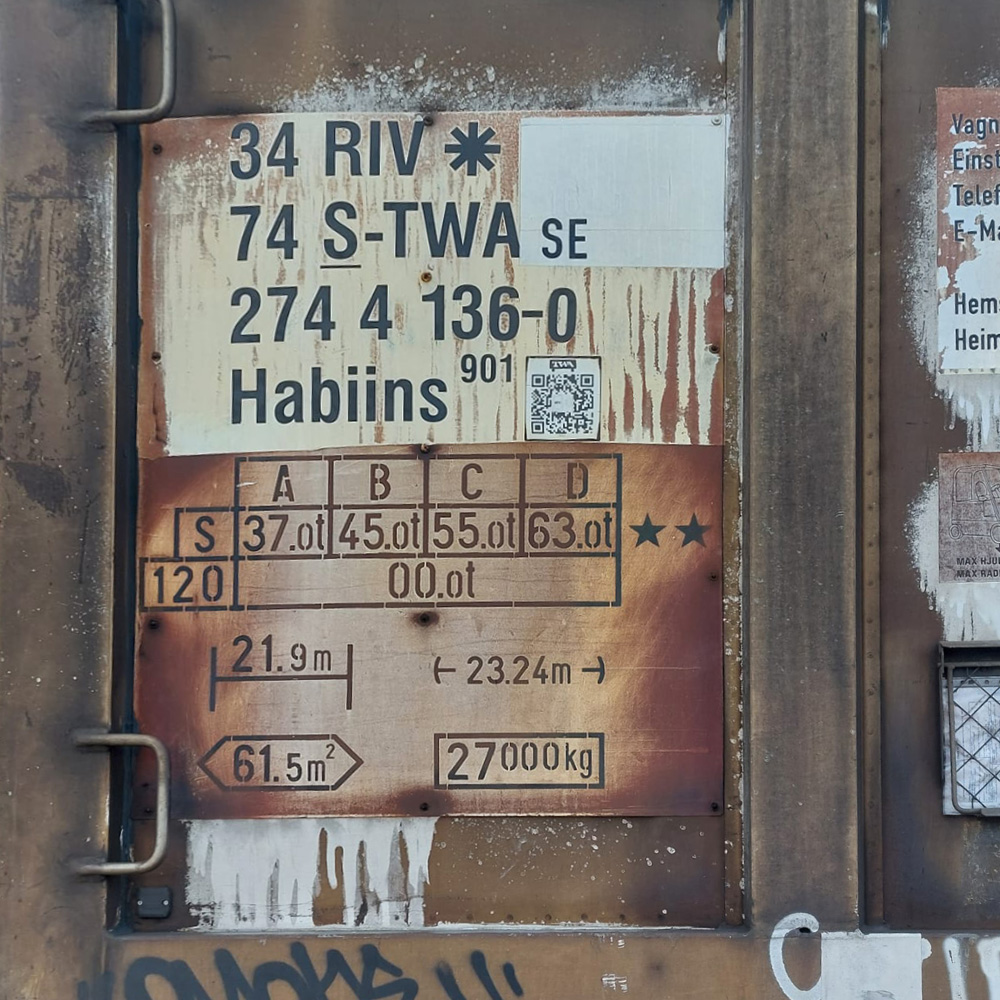 34 RIV *
74 S-TWA SE
274 4 136-0
Habiins 901
TWA
A B C D
S 37.0t 45.0t 55.0t 63.0t ★★
120 00.0t
21.9m 23.24m
61.5m² 27000kg
Vagn
Einst
Telef
E-Ma
Hems
Heim
MAX HJU
MAX RAD